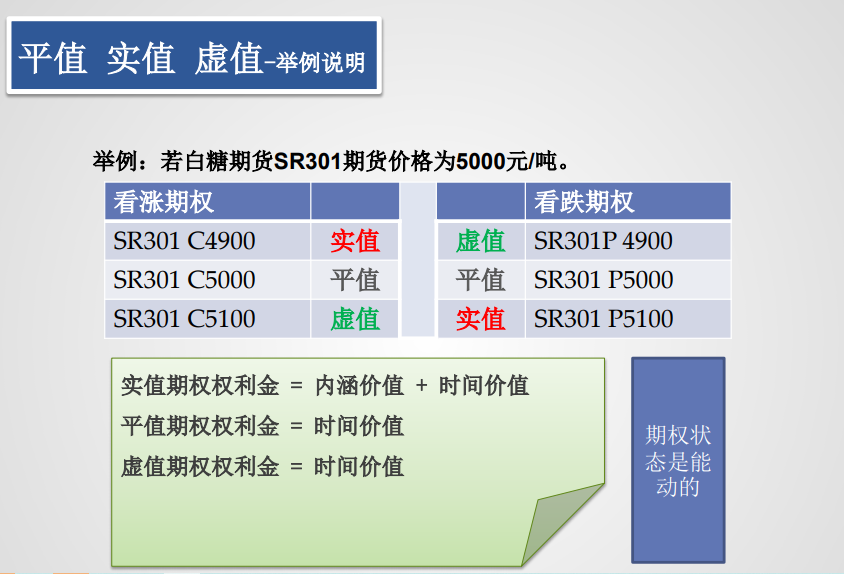 平值 实值 虚值-举例说明
举例：若白糖期货SR301期货价格为5000元/吨。
看涨期权 看跌期权
SR301 C4900 实值 虚值 SR301P 4900
SR301 C5000 平值 平值 SR301 P5000
SR301 C5100 虚值 实值 SR301 P5100
实值期权权利金 = 内涵价值 + 时间价值
平值期权权利金 = 时间价值
虚值期权权利金 = 时间价值
期权状
态是能
动的